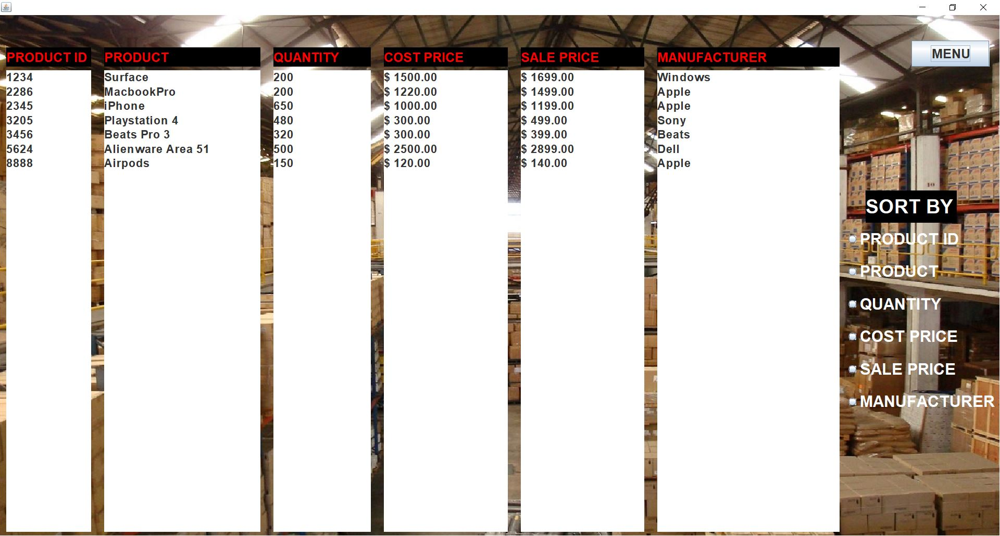 PRODUCT ID PRODUCT QUANTITY COST PRICE SALE PRICE MANUFACTURER MENU
1234 Surface 200 $ 1500.00 $ 1699.00 Windows
2286 MacbookPro 200 $ 1220.00 $ 1499.00 Apple
2345 iPhone 650 $ 1000.00 $ 1199.00 Apple
3205 Playstation 4 480 $ 300.00 $ 499.00 Sony
3456 Beats Pro 3 320 $ 300.00 $ 399.00 Beats
5624 Alienware Area 51 500 $ 2500.00 $ 2899.00 Dell
8888 Airpods 150 $ 120.00 $ 140.00 Apple
SORT BY
PRODUCT ID
PRODUCT
QUANTITY
COST PRICE
SALE PRICE
MANUFACTURER